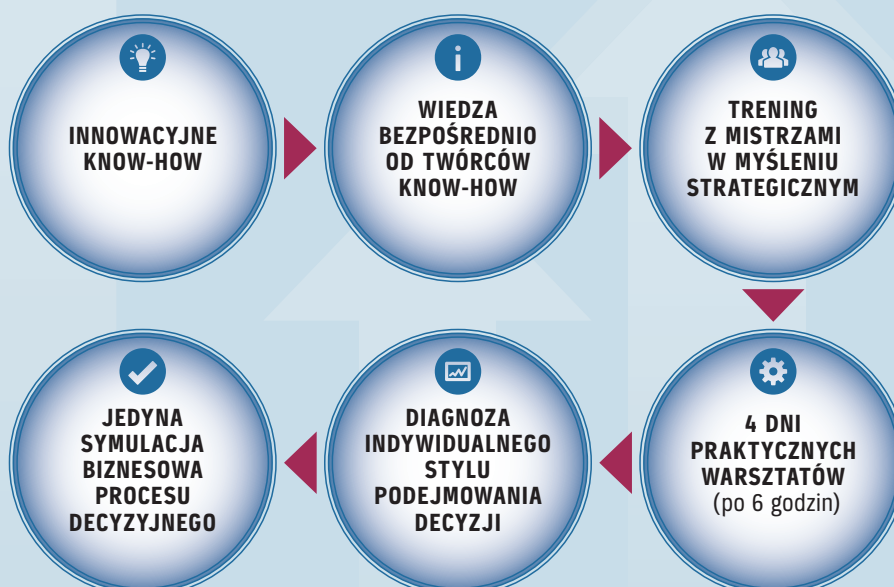 INNOWACYJNE
KNOW-HOW
WIEDZA
BEZPOŚREDNIO
OD TWÓRCÓW
KNOW-HOW
TRENING
Z MISTRZAMI
W MYŚLENIU
STRATEGICZNYM
4 DNI
PRAKTYCZNYCH
WARSZTATÓW
(po 6 godzin)
DIAGNOZA
INDYWIDUALNEGO
STYLU
PODEJMOWANIA
DECYZJI
JEDYNA
SYMULACJA
BIZNESOWA
PROCESU
DECYZYJNEGO